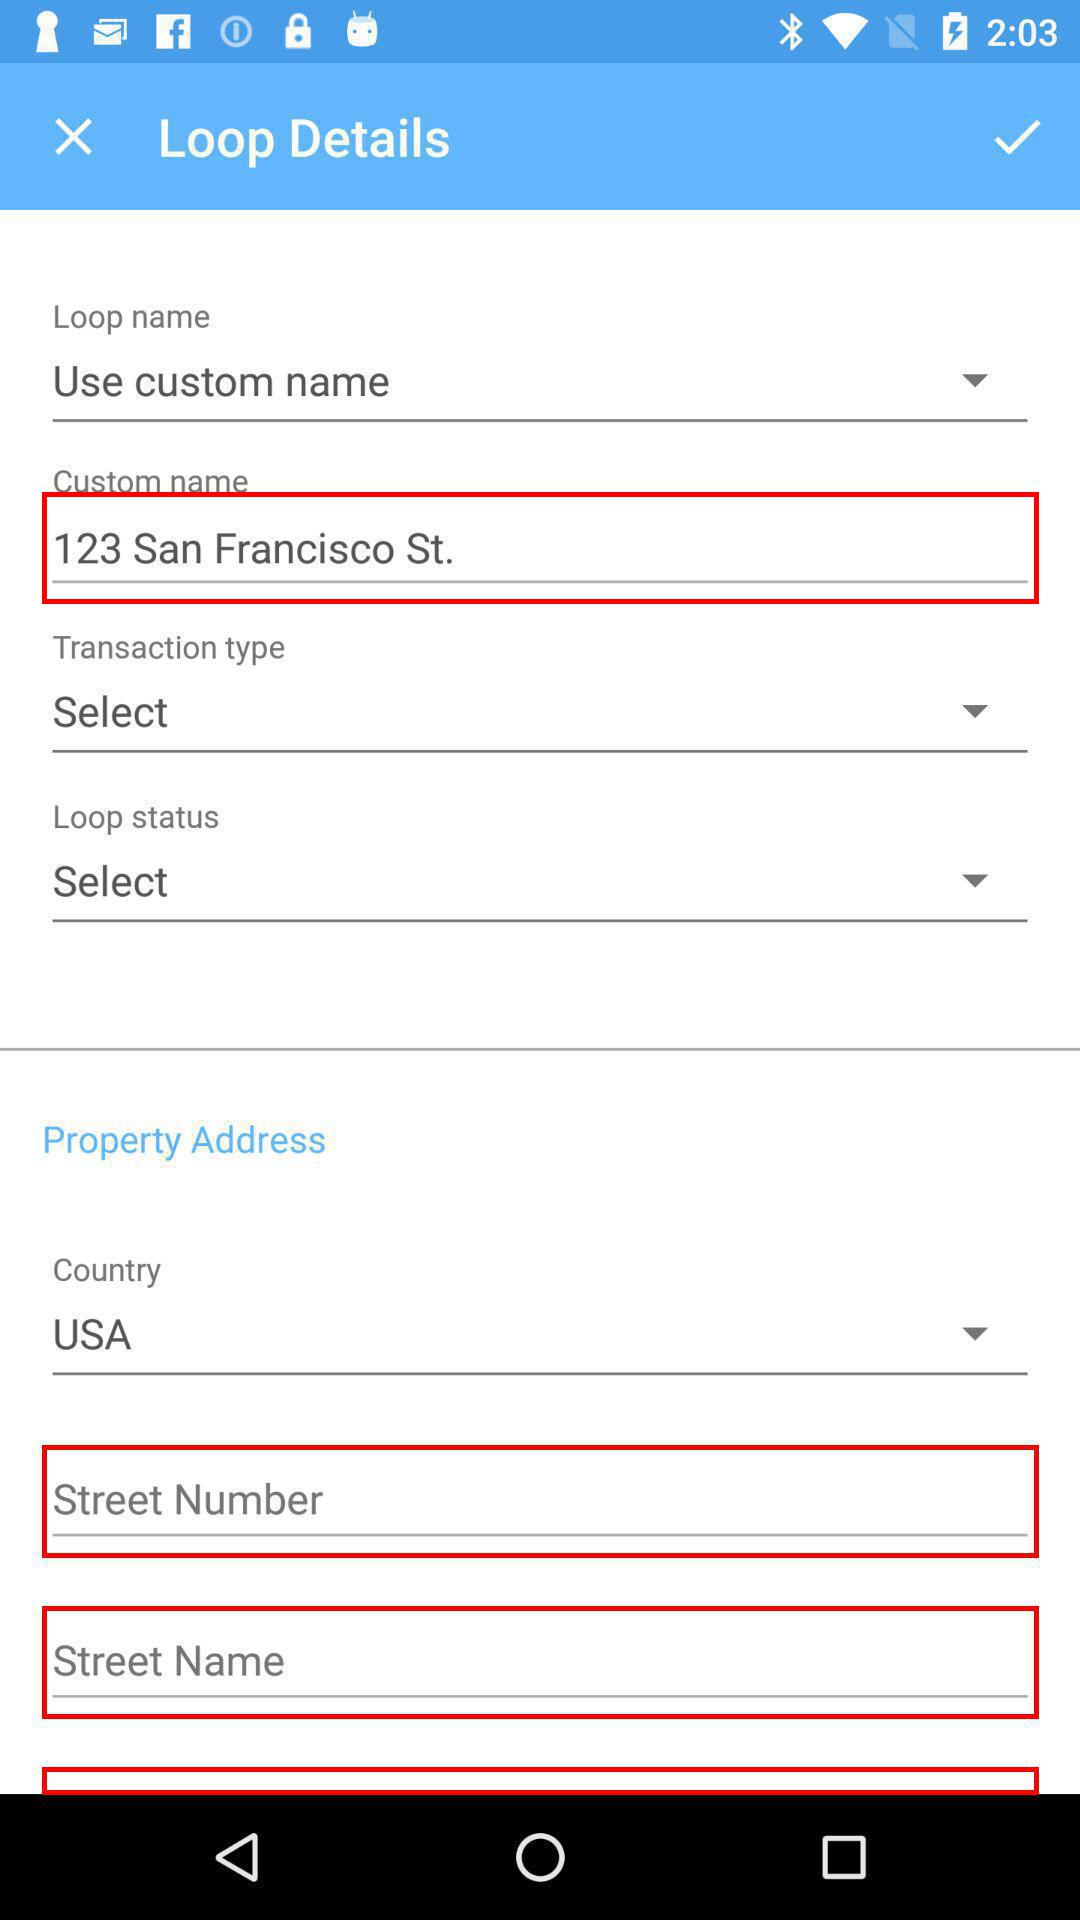 2:03
Loop Details
Loop name
Use custom name
Custom name
123 San Francisco St.
Transaction type
Select
Loop status
Select
Property Address
Country
USA
Street Number
Street Name